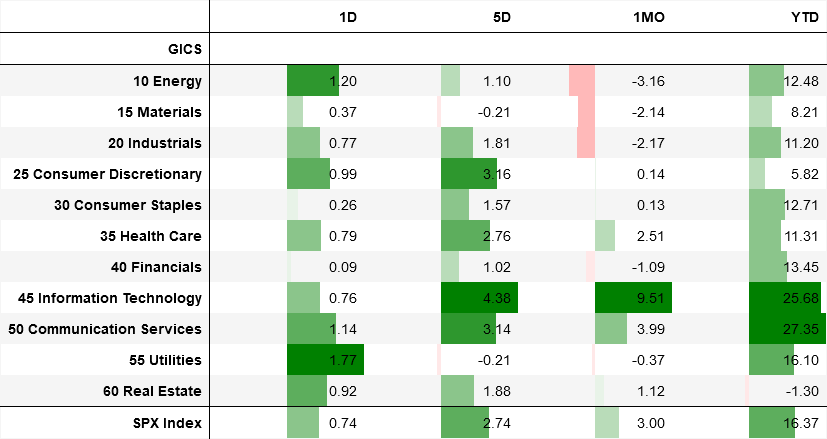 1D 5D 1MO YTD
GICS
10 Energy 1.20 1.10 -3.16 12.48
15 Materials 0.37 -0.21 -2.14 8.21
20 Industrials 0.77 1.81 -2.17 11.20
25 Consumer Discretionary 0.99 3.16 0.14 5.82
30 Consumer Staples 0.26 1.57 0.13 12.71
35 Health Care 0.79 2.76 2.51 11.31
40 Financials 0.09 1.02 -1.09 13.45
45 Information Technology 0.76 4.38 9.51 25.68
50 Communication Services 1.14 3.14 3.99 27.35
55 Utilities 1.77 -0.21 -0.37 16.10
60 Real Estate 0.92 1.88 1.12 -1.30
SPX Index 0.74 2.74 3.00 16.37